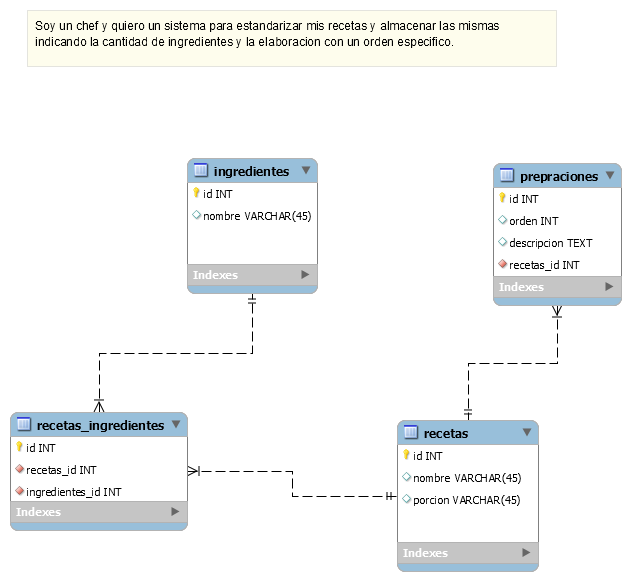 Soy un chef y quiero un sistema para estandarizar mis recetas y almacenar las mismas
indicando la cantidad de ingredientes y la elaboracion con un orden especifico.
ingredientes
id INT
nombre VARCHAR(45)
Indexes
prepraciones
id INT
orden INT
descripcion TEXT
recetas_id INT
Indexes
recetas_ingredientes
id INT
recetas_id INT
ingredientes_id INT
Indexes
recetas
id INT
nombre VARCHAR(45)
porcion VARCHAR(45)
Indexes